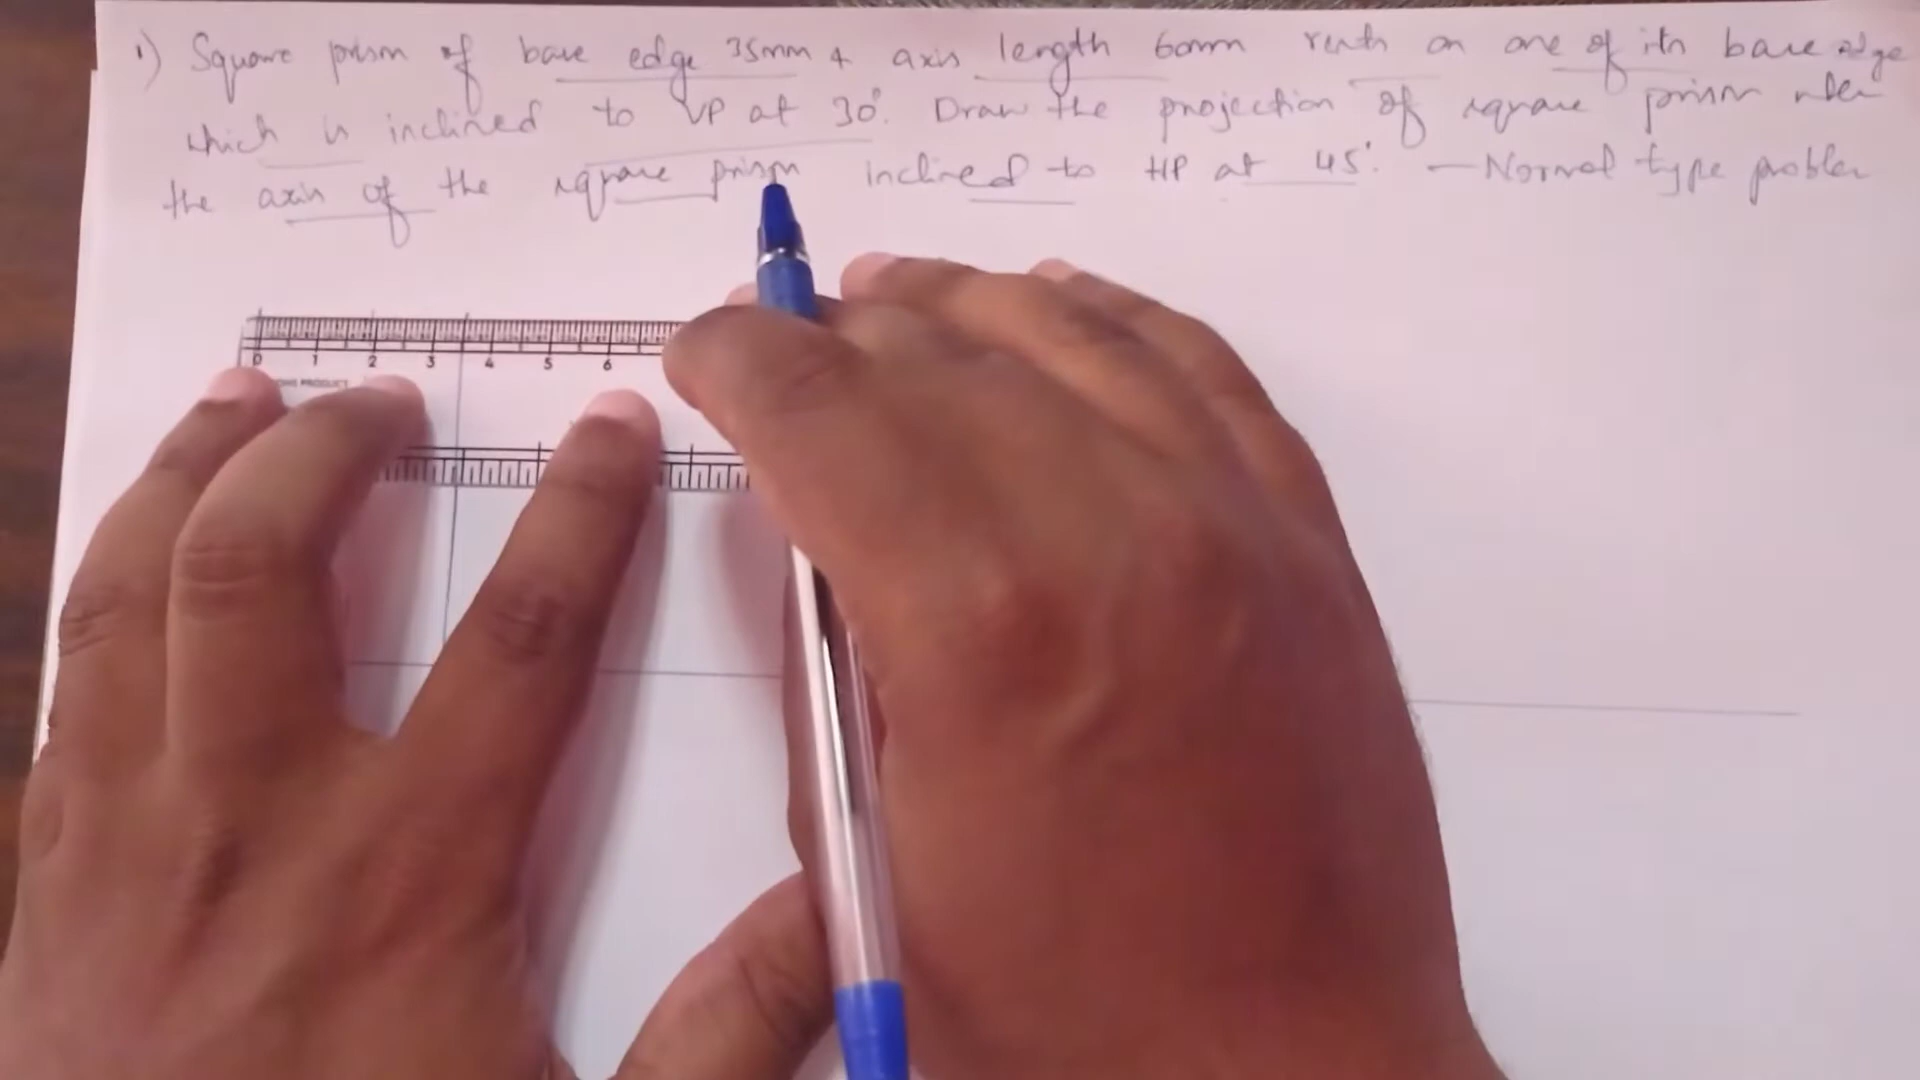 1) Square prism of base edge 35mm & axis length 60mm rests on one of its base edge
which is inclined to VP at 30°. Draw the projection of square prism when
the axis of the square prism inclined to HP at 45°. — Normal type problem
0 1 2 3 4 5 6
PRODUCT